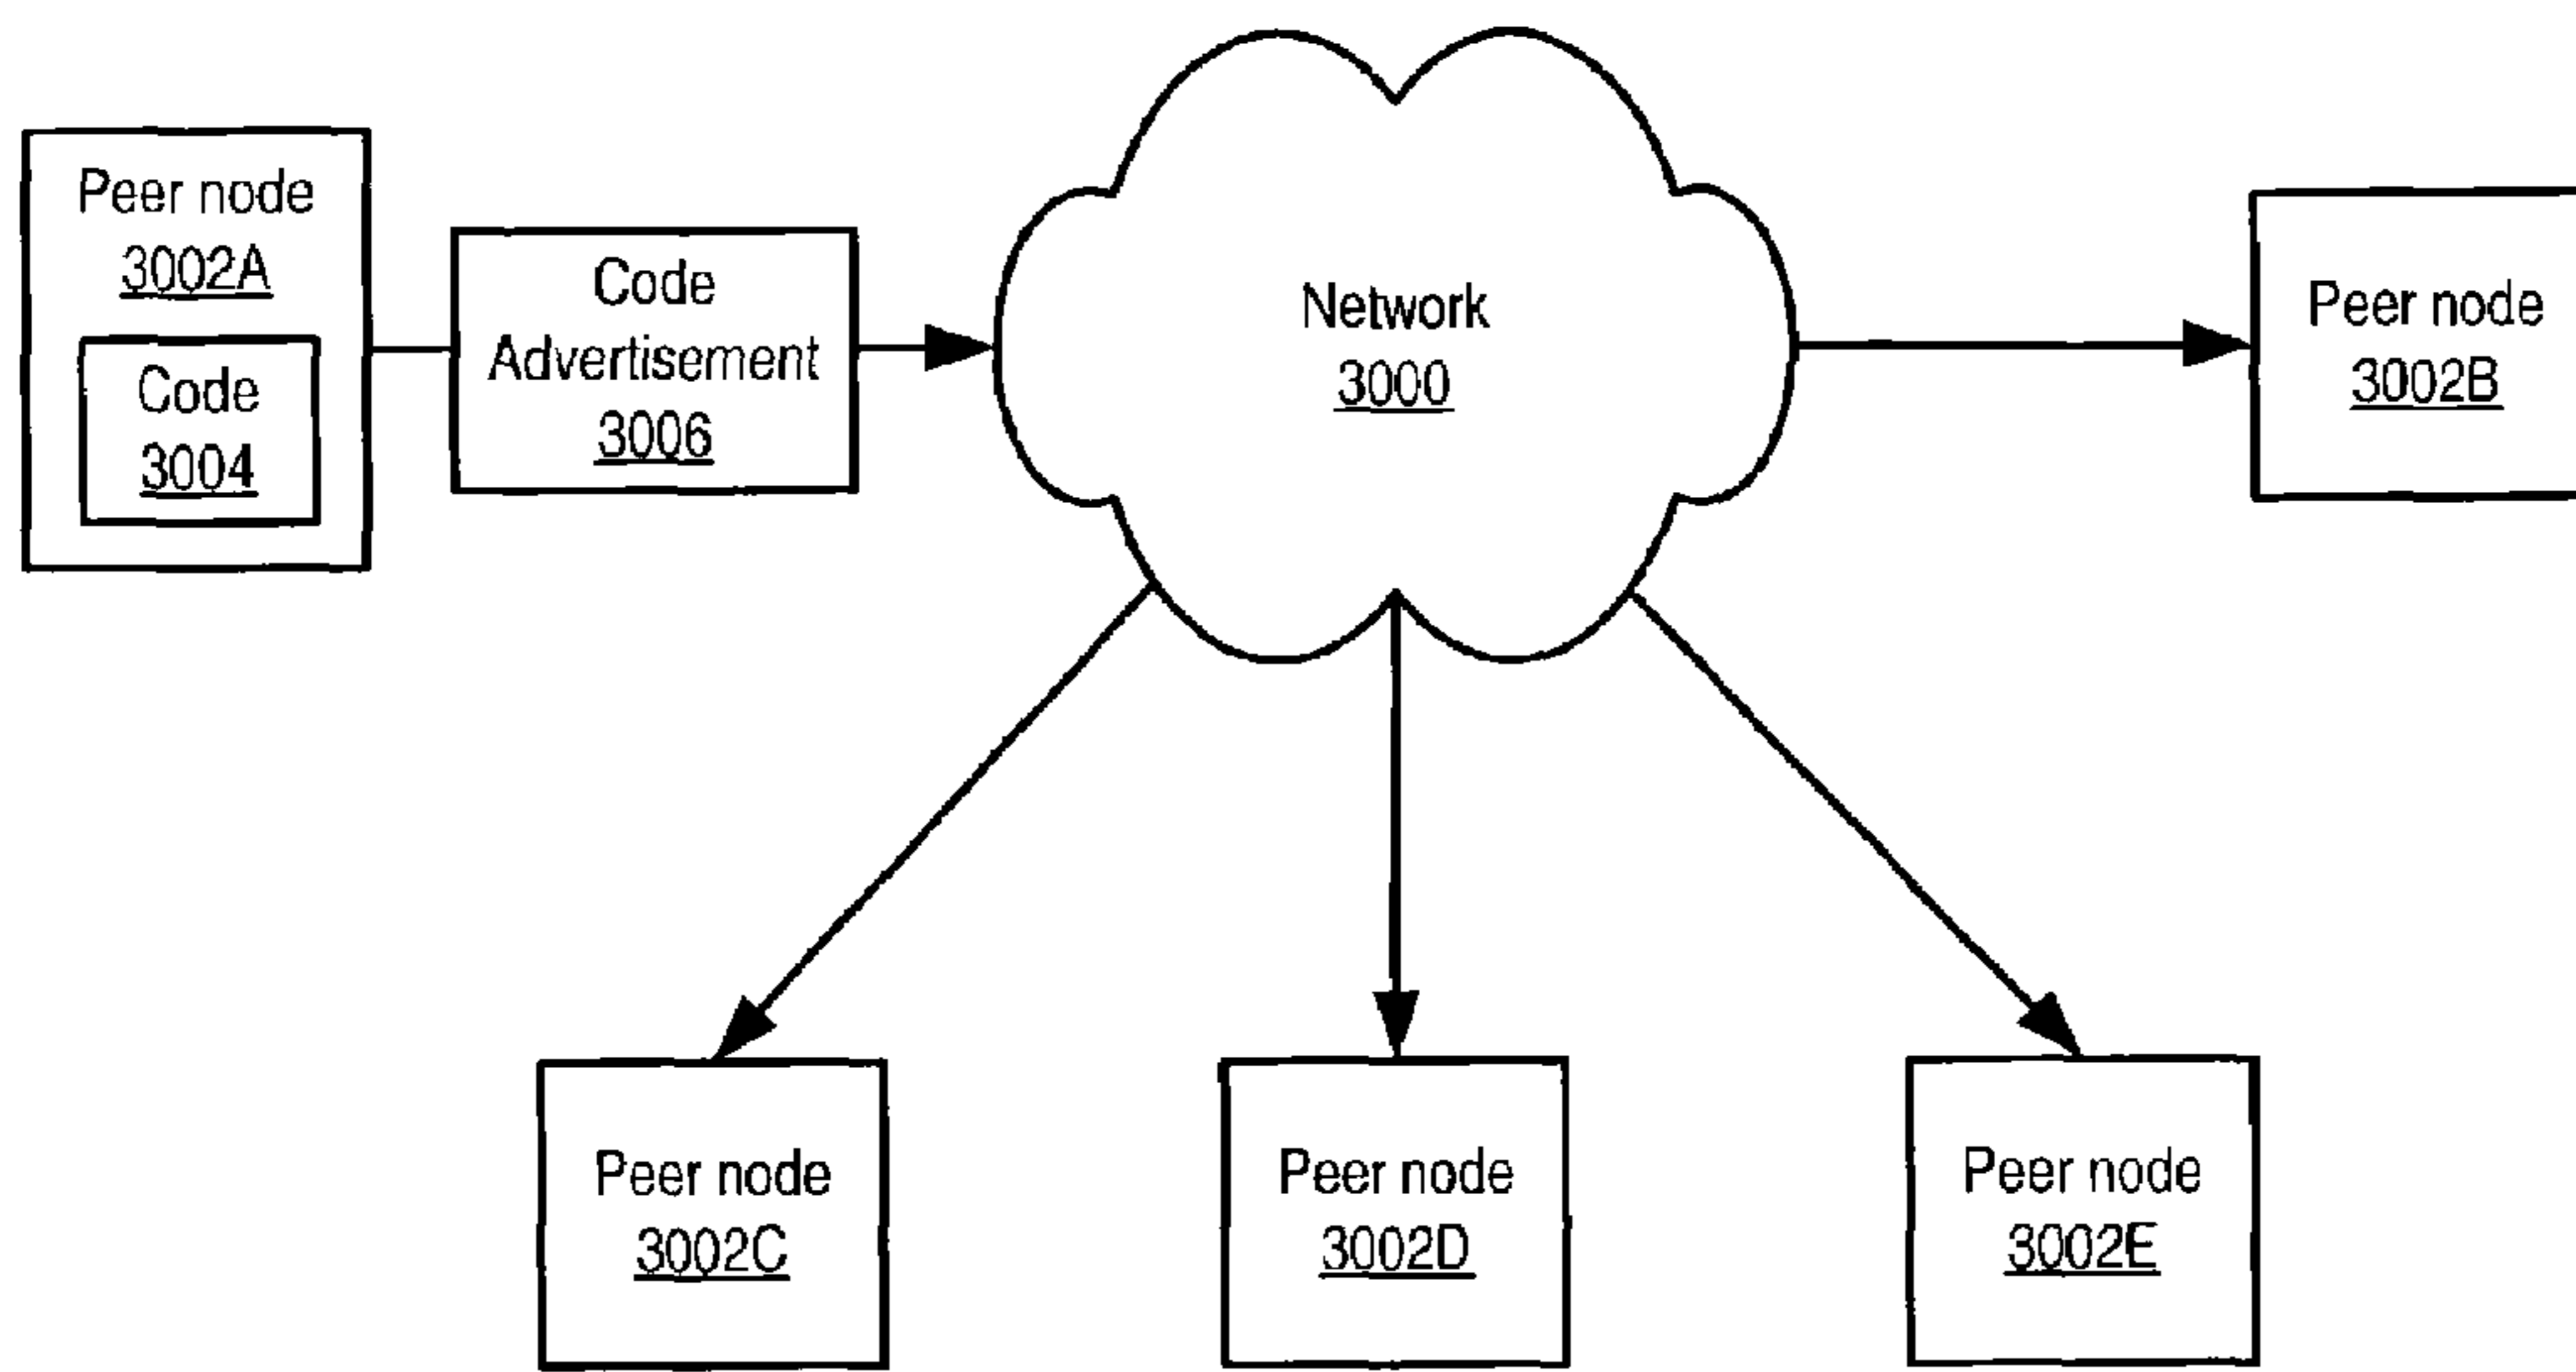 Peer node
3002A
Code
3004
Code
Advertisement
3006
Network
3000
Peer node
3002B
Peer node
3002C
Peer node
3002D
Peer node
3002E